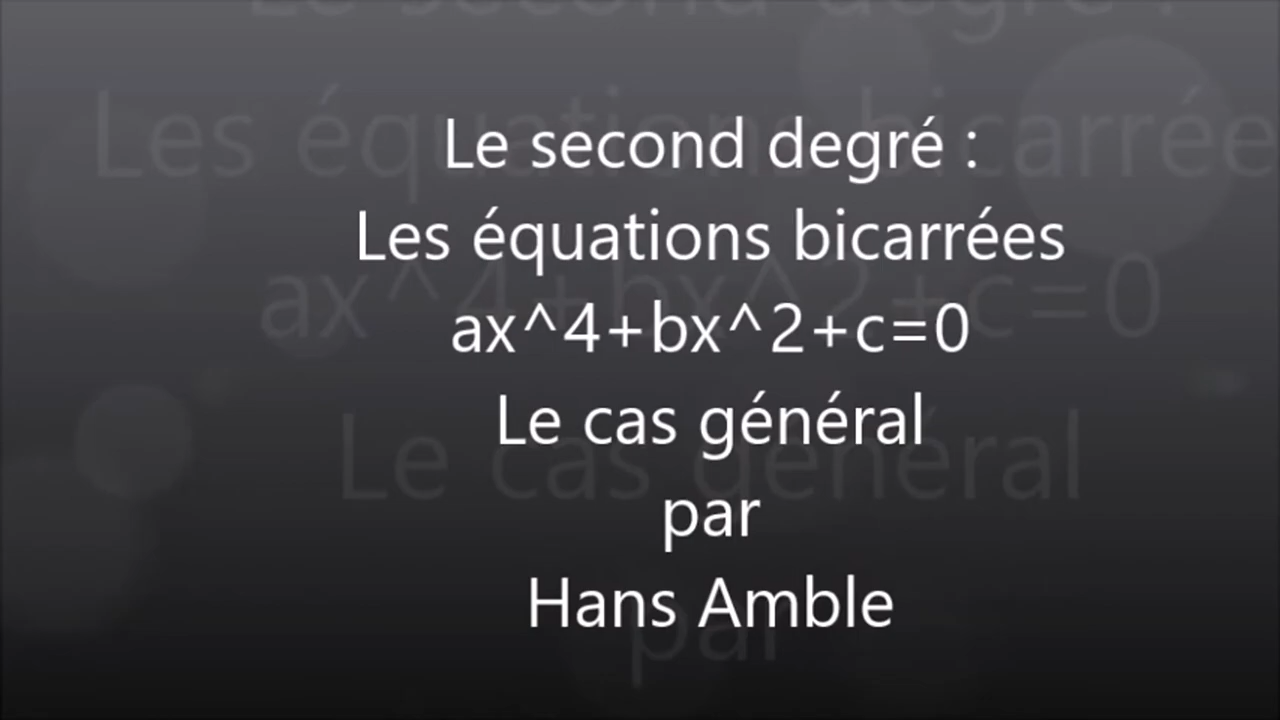 Le second degré :
Les équations bicarrées
ax^4+bx^2+c=0
Le cas général
par
Hans Amble